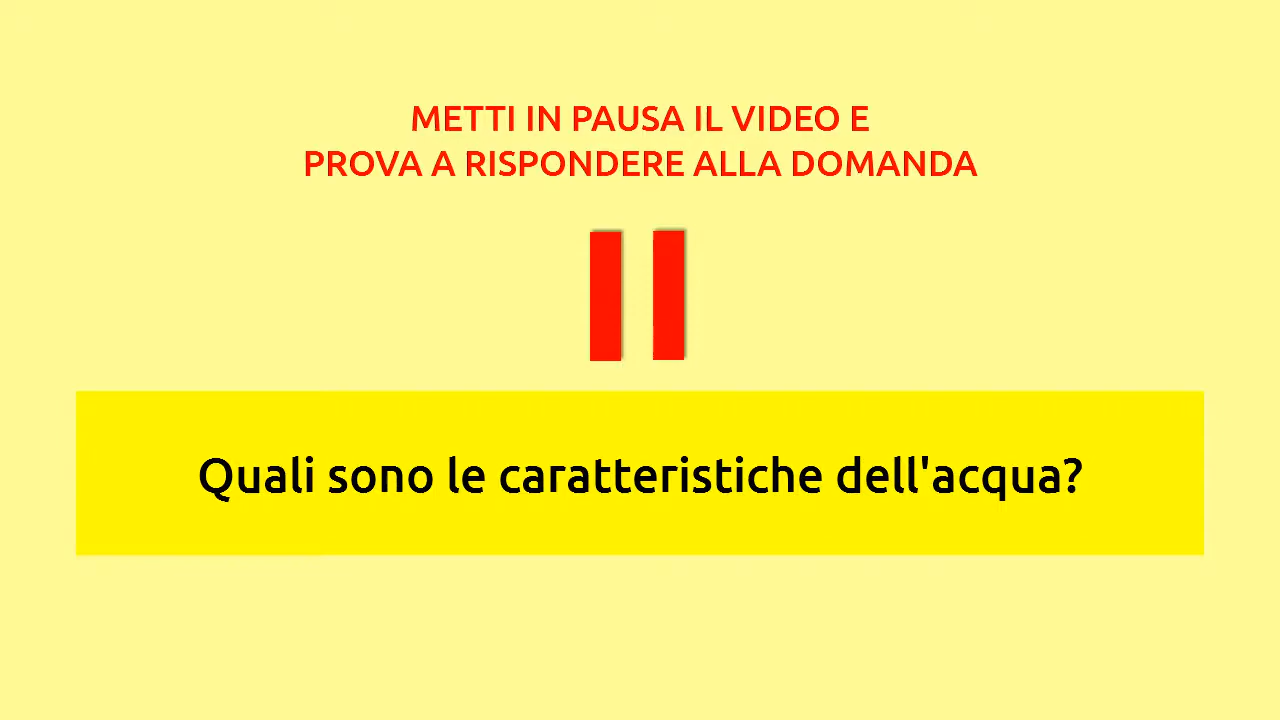 METTI IN PAUSA IL VIDEO E
PROVA A RISPONDERE ALLA DOMANDA
Quali sono le caratteristiche dell'acqua?